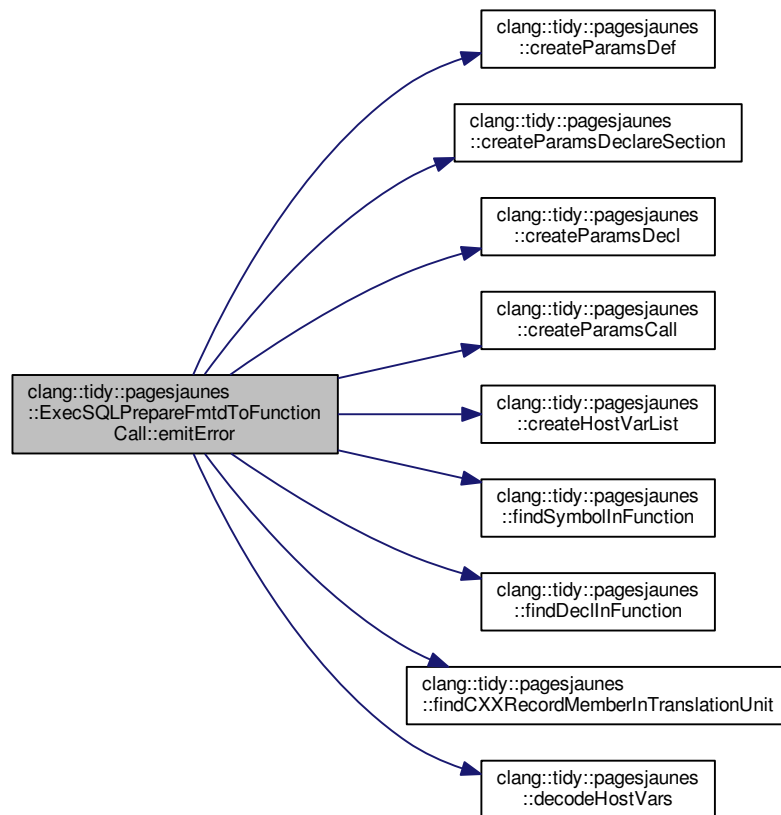 clang::tidy::pagesjaunes
::createParamsDef
clang::tidy::pagesjaunes
::createParamsDeclareSection
clang::tidy::pagesjaunes
::createParamsDecl
clang::tidy::pagesjaunes
::createParamsCall
clang::tidy::pagesjaunes
::ExecSQLPrepareFmtdToFunction
Call::emitError
clang::tidy::pagesjaunes
::createHostVarList
clang::tidy::pagesjaunes
::findSymbolInFunction
clang::tidy::pagesjaunes
::findDeclInFunction
clang::tidy::pagesjaunes
::findCXXRecordMemberInTranslationUnit
clang::tidy::pagesjaunes
::decodeHostVars